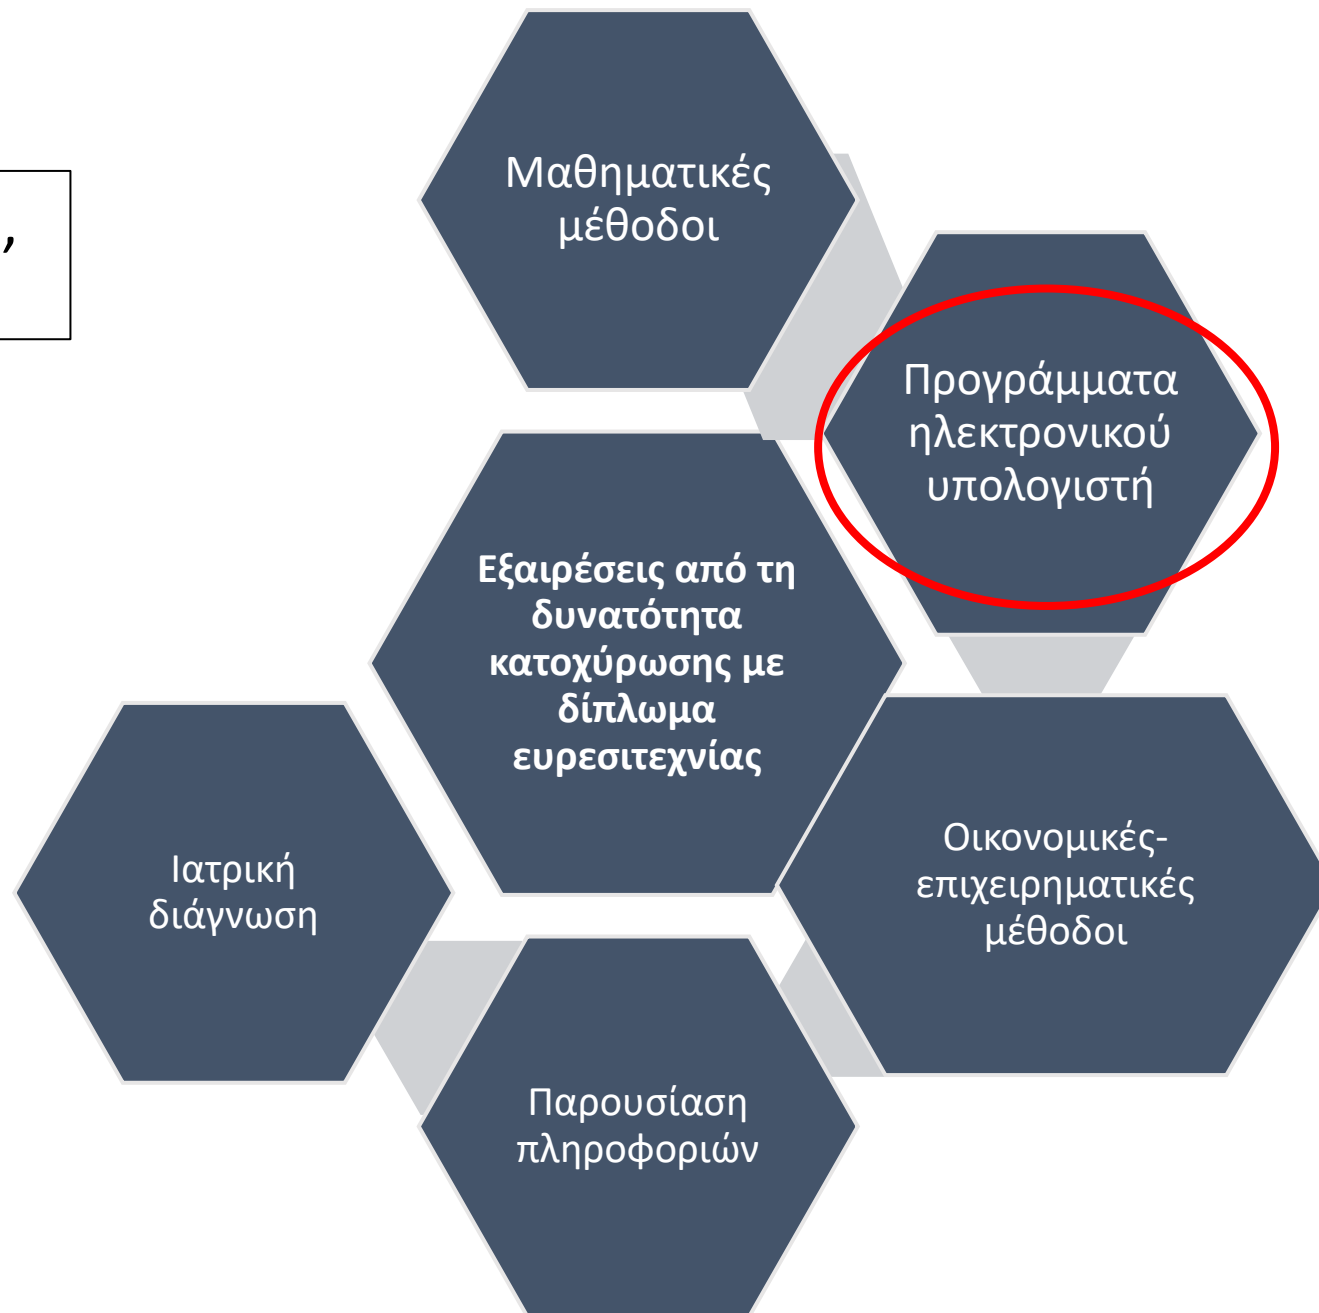 ,
Μαθηματικές
μέθοδοι
Προγράμματα
ηλεκτρονικού
υπολογιστή
Εξαιρέσεις από τη
δυνατότητα
κατοχύρωσης με
δίπλωμα
ευρεσιτεχνίας
Οικονομικές-
επιχειρηματικές
μέθοδοι
Ιατρική
διάγνωση
Παρουσίαση
πληροφοριών